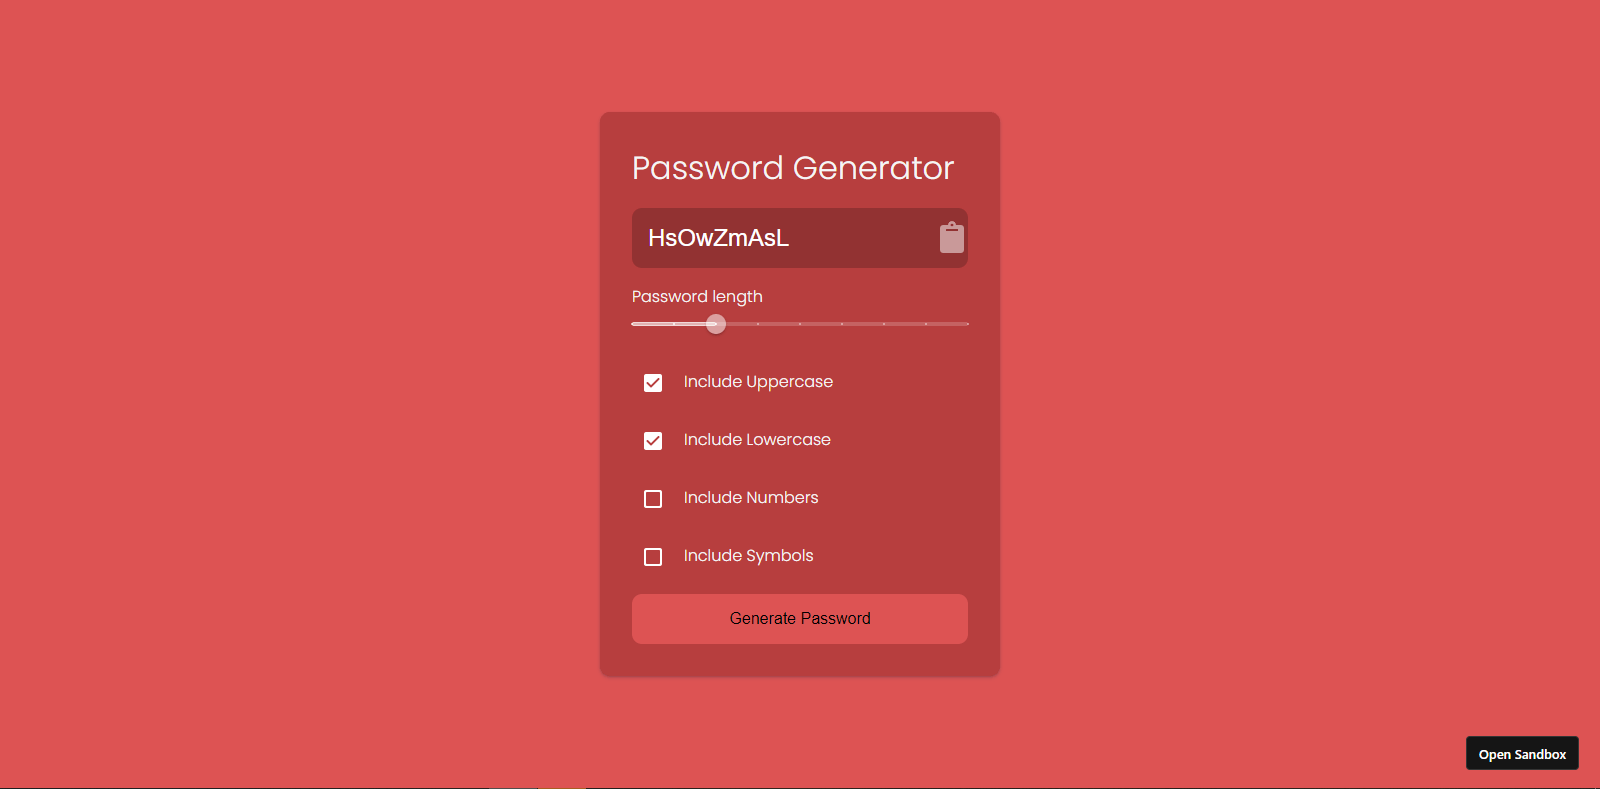 Password Generator
HsOwZmAsL
Password length
Include Uppercase
Include Lowercase
Include Numbers
Include Symbols
Generate Password
Open Sandbox